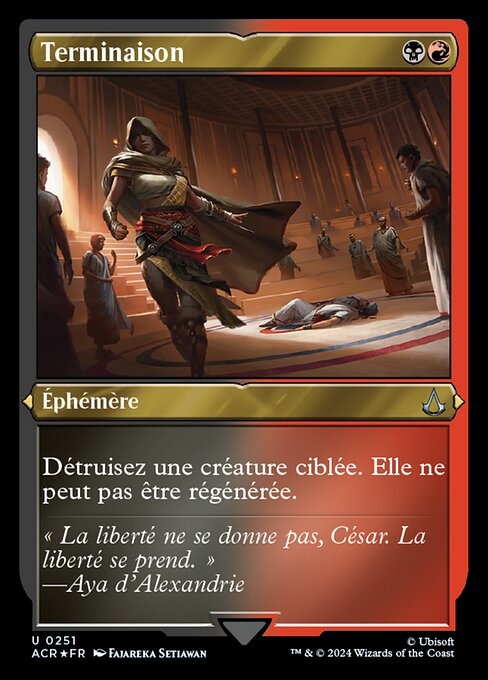 Terminaison
Éphémère
Détruisez une créature ciblée. Elle ne
peut pas être régénérée.
« La liberté ne se donne pas, César. La
liberté se prend. »
—Aya d'Alexandrie
U 0251
ACR★FR Fajareka Setiawan
© Ubisoft
™ & © 2024 Wizards of the Coast